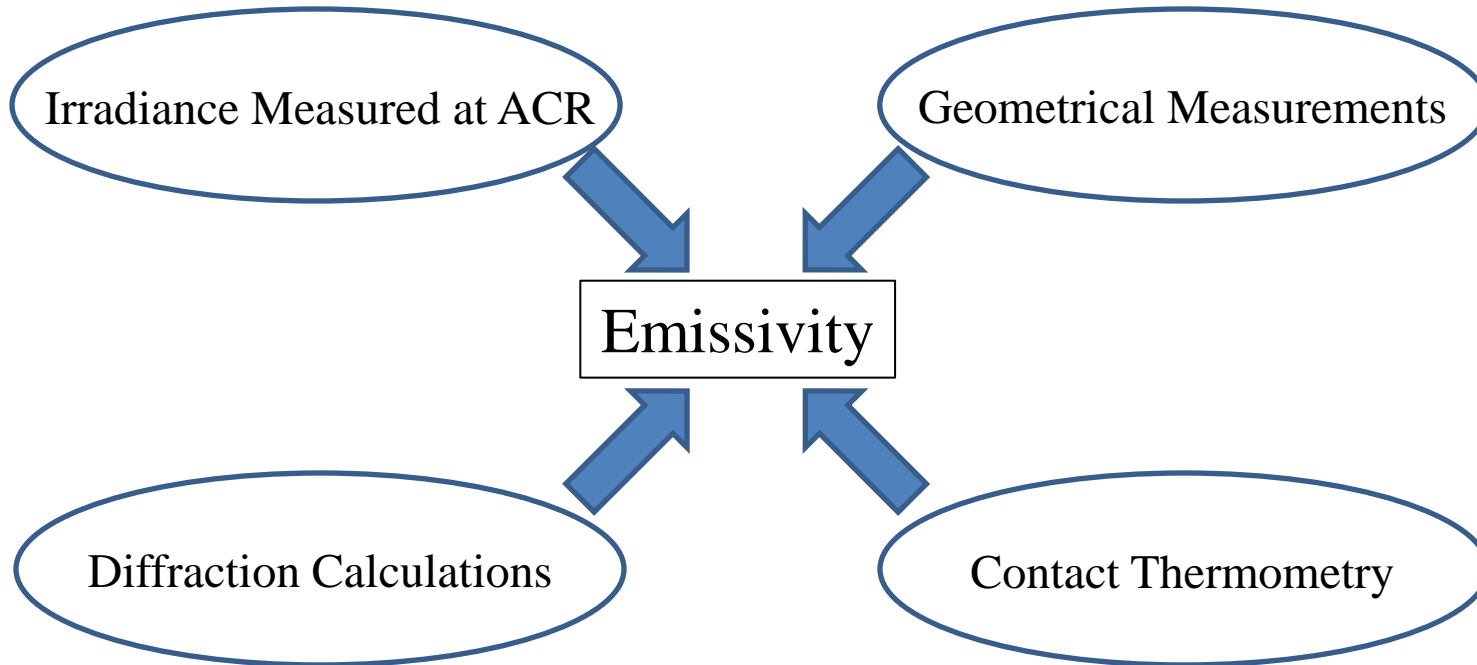 Irradiance Measured at ACR
Geometrical Measurements
Emissivity
Diffraction Calculations
Contact Thermometry